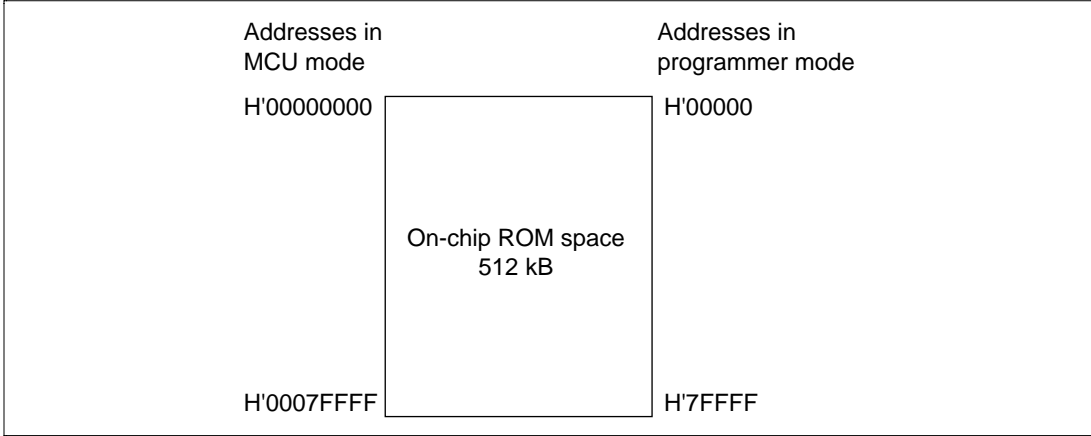 Addresses in
MCU mode
Addresses in
programmer mode
H'00000000
H'00000
On-chip ROM space
512 kB
H'0007FFFF
H'7FFFF